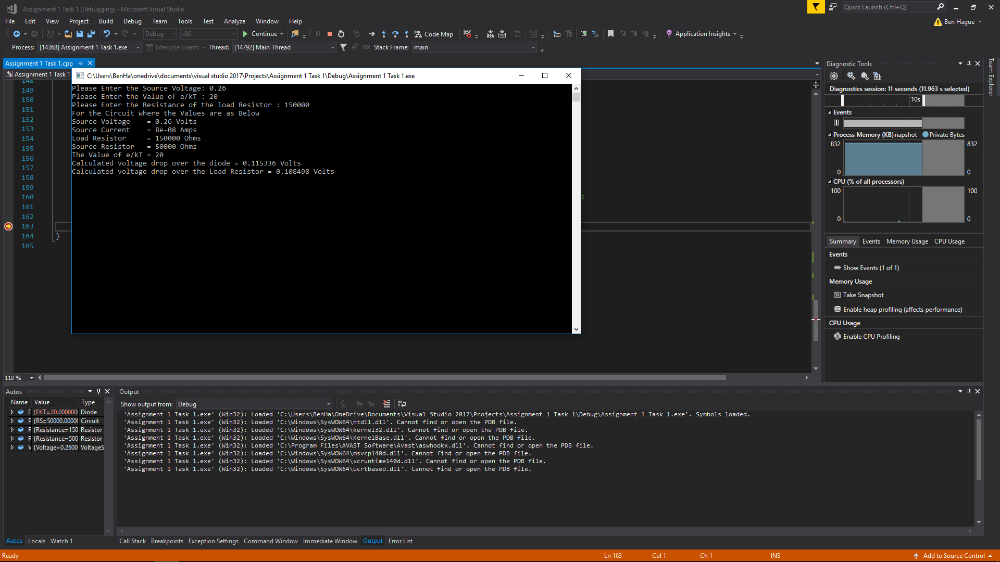 Assignment 1 Task 1 (Debugging) - Microsoft Visual Studio
Quick Launch (Ctrl+Q)
File Edit View Project Build Debug Team Tools Test Analyze Window Help
Ben Hague
Debug x86 Continue Code Map Application Insights
Process: [14368] Assignment 1 Task 1.exe Lifecycle Events Thread: [14792] Main Thread Stack Frame: main
Assignment 1 Task 1.cpp
Assignment 1 Task 1
C:\Users\BenHa\onedrive\documents\visual studio 2017\Projects\Assignment 1 Task 1\Debug\Assignment 1 Task 1.exe
Please Enter the Source Voltage: 0.26
Please Enter the Value of e/kT : 20
Please Enter the Resistance of the load Resistor : 150000
For the Circuit where the Values are as Below
Source Voltage    = 0.26 Volts
Source Current    = 8e-08 Amps
Load Resistor     = 150000 Ohms
Source Resistor   = 50000 Ohms
The Value of e/kT = 20
Calculated voltage drop over the diode = 0.115336 Volts
Calculated voltage drop over the Load Resistor = 0.108498 Volts
148
149
150
151
152
153
154
155
156
157
158
159
160
161
162
163
164 }
165
110 %
Diagnostic Tools
Team Explorer
Diagnostics session: 11 seconds (11.963 s selected)
10s
Events
Process Memory (KB) Snapshot Private Bytes
832 832
0 0
CPU (% of all processors)
100 100
0 0
Summary Events Memory Usage CPU Usage
Events
Show Events (1 of 1)
Memory Usage
Take Snapshot
Enable heap profiling (affects performance)
CPU Usage
Enable CPU Profiling
Autos
Name Value Type
D {EKT=20.0000000 Diode
P {RS=50000.00000 Circuit
R {Resistance=150 Resistor
R {Resistance=500 Resistor
V {Voltage=0.2600 VoltageS
Autos Locals Watch 1
Output
Show output from: Debug
'Assignment 1 Task 1.exe' (Win32): Loaded 'C:\Users\BenHa\OneDrive\Documents\Visual Studio 2017\Projects\Assignment 1 Task 1\Debug\Assignment 1 Task 1.exe'. Symbols loaded.
'Assignment 1 Task 1.exe' (Win32): Loaded 'C:\Windows\SysWOW64\ntdll.dll'. Cannot find or open the PDB file.
'Assignment 1 Task 1.exe' (Win32): Loaded 'C:\Windows\SysWOW64\kernel32.dll'. Cannot find or open the PDB file.
'Assignment 1 Task 1.exe' (Win32): Loaded 'C:\Windows\SysWOW64\KernelBase.dll'. Cannot find or open the PDB file.
'Assignment 1 Task 1.exe' (Win32): Loaded 'C:\Program Files\AVAST Software\Avast\aswhookx.dll'. Cannot find or open the PDB file.
'Assignment 1 Task 1.exe' (Win32): Loaded 'C:\Windows\SysWOW64\msvcp140d.dll'. Cannot find or open the PDB file.
'Assignment 1 Task 1.exe' (Win32): Loaded 'C:\Windows\SysWOW64\vcruntime140d.dll'. Cannot find or open the PDB file.
'Assignment 1 Task 1.exe' (Win32): Loaded 'C:\Windows\SysWOW64\ucrtbased.dll'. Cannot find or open the PDB file.
Call Stack Breakpoints Exception Settings Command Window Immediate Window Output Error List
Ready Ln 163 Col 1 Ch 1 INS Add to Source Control